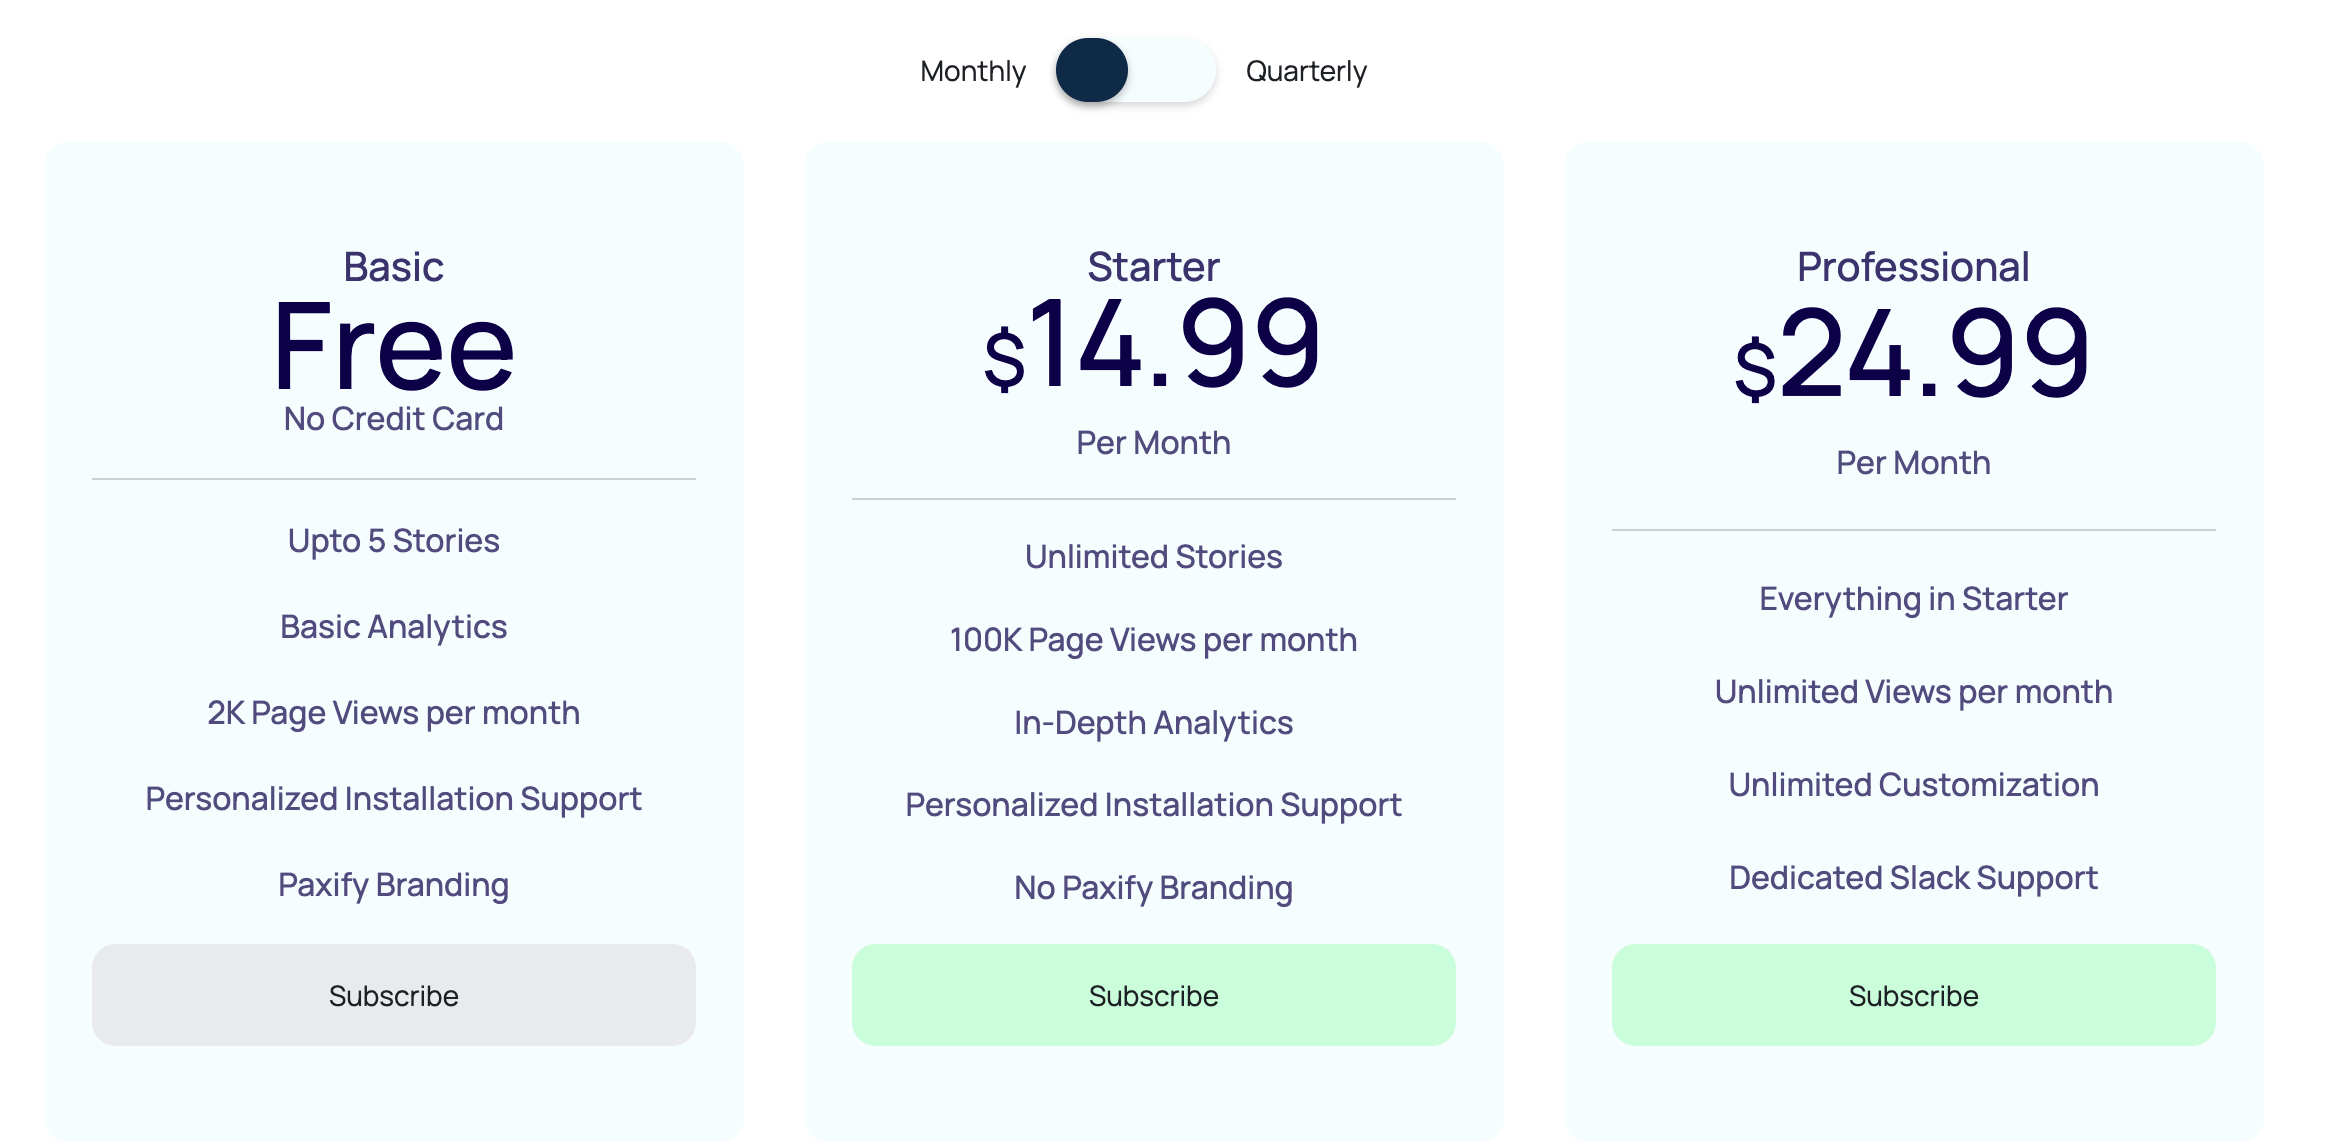 Monthly Quarterly
Basic
Free
No Credit Card
Upto 5 Stories
Basic Analytics
2K Page Views per month
Personalized Installation Support
Paxify Branding
Subscribe
Starter
$14.99
Per Month
Unlimited Stories
100K Page Views per month
In-Depth Analytics
Personalized Installation Support
No Paxify Branding
Subscribe
Professional
$24.99
Per Month
Everything in Starter
Unlimited Views per month
Unlimited Customization
Dedicated Slack Support
Subscribe